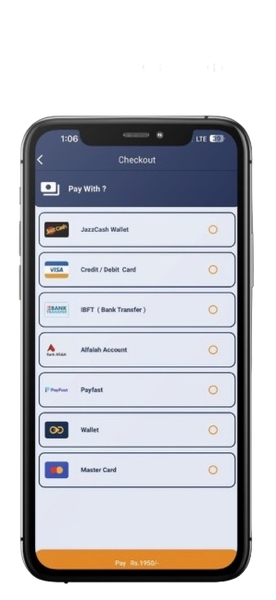 1:06 LTE
Checkout
Pay With ?
JazzCash Wallet
VISA Credit / Debit Card
BANK IBFT ( Bank Transfer )
Bank Alfalah Alfalah Account
PayFast Payfast
Wallet
Master Card
Pay Rs.1950/-